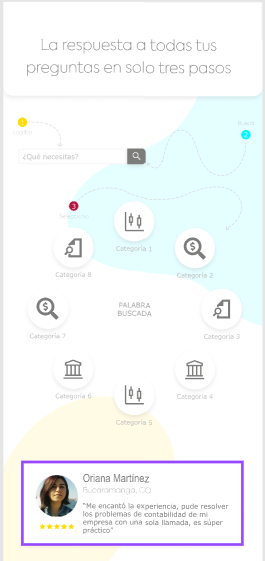 La respuesta a todas tus
preguntas en solo tres pasos
1
Busca
2
¿Qué necesitas?
3
Categoría 1
Categoría 8
Categoría 2
PALABRA
BUSCADA
Categoría 7
Categoría 3
Categoría 6
Categoría 4
Categoría 5
Oriana Martínez
Bucaramanga, CO
"Me encantó la experiencia, pude resolver
los problemas de contabilidad de mi
empresa con una sola llamada, es súper
práctico"